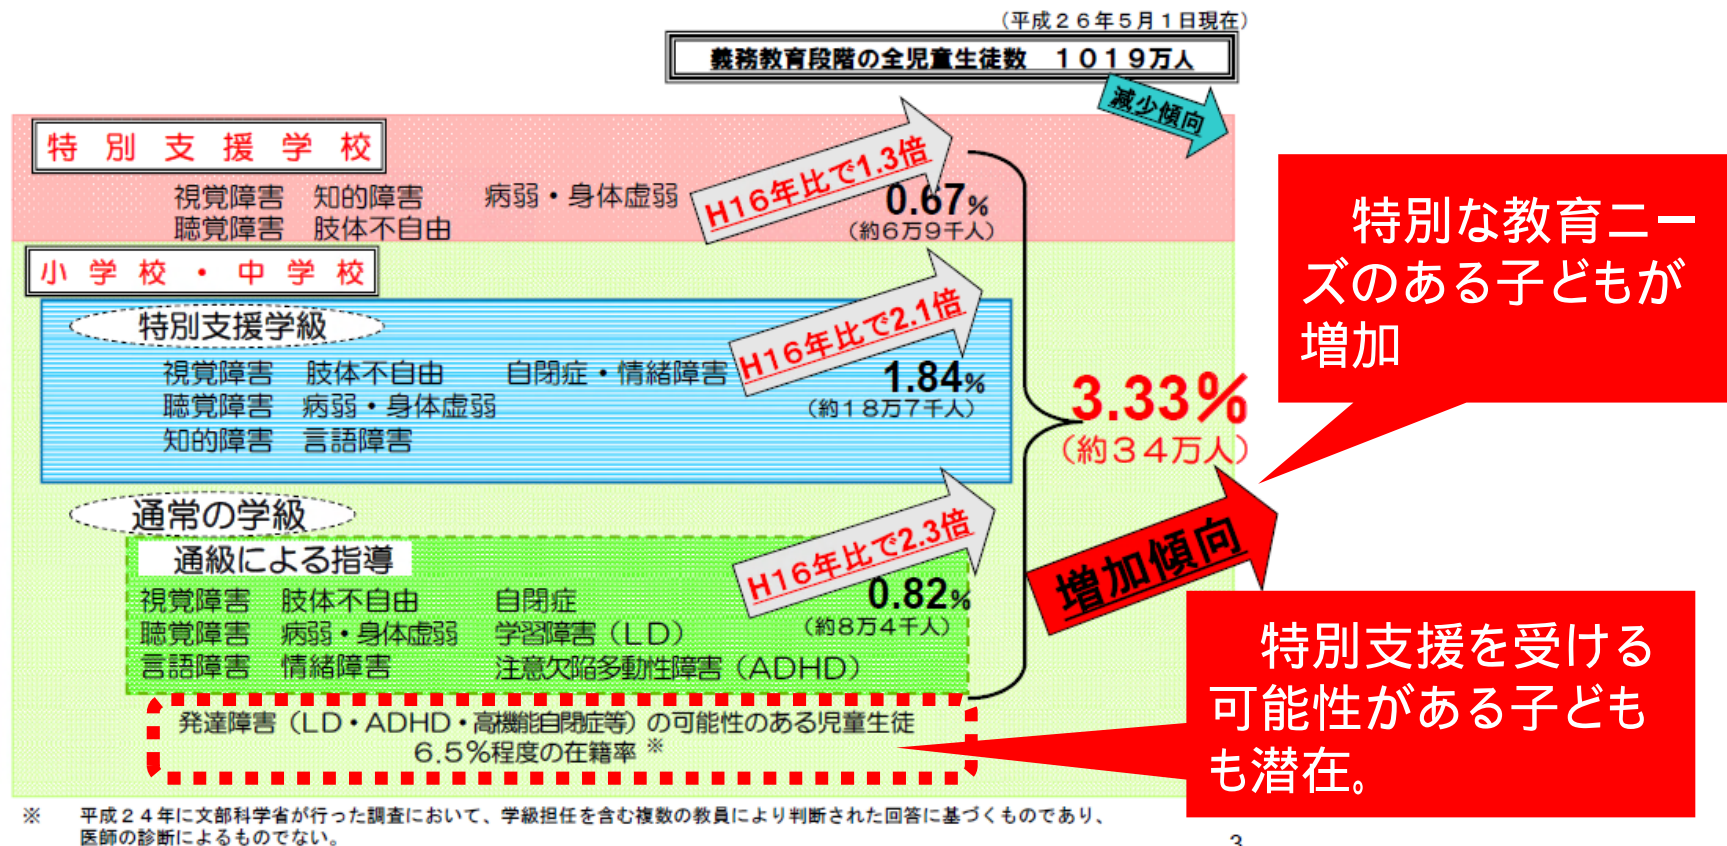 （平成２６年５月１日現在）
義務教育段階の全児童生徒数　１０１９万人
減少傾向
特別支援学校
視覚障害　知的障害　病弱・身体虚弱
聴覚障害　肢体不自由
H16年比で1.3倍
0.67%
（約６万９千人）
小学校・中学校
特別支援学級
視覚障害　肢体不自由　自閉症・情緒障害
聴覚障害　病弱・身体虚弱
知的障害　言語障害
H16年比で2.1倍
1.84%
（約１８万７千人）
通常の学級
通級による指導
視覚障害　肢体不自由　自閉症
聴覚障害　病弱・身体虚弱　学習障害（ＬＤ）
言語障害　情緒障害　注意欠陥多動性障害（ＡＤＨＤ）
H16年比で2.3倍
0.82%
（約８万４千人）
発達障害（ＬＤ・ＡＤＨＤ・高機能自閉症等）の可能性のある児童生徒
６.５％程度の在籍率 ※
3.33%
（約３４万人）
増加傾向
特別な教育ニー
ズのある子どもが
増加
特別支援を受ける
可能性がある子ども
も潜在。
※　平成２４年に文部科学省が行った調査において、学級担任を含む複数の教員により判断された回答に基づくものであり、
医師の診断によるものでない。
3